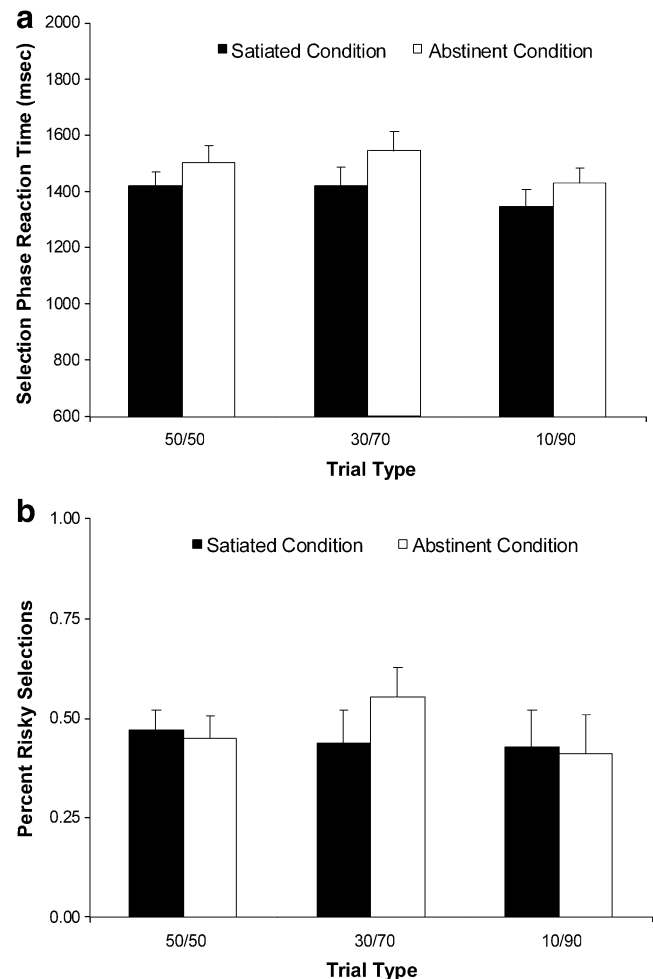 a
Selection Phase Reaction Time (msec)
2000
1800
1600
1400
1200
1000
800
600
Satiated Condition
Abstinent Condition
50/50
30/70
10/90
Trial Type
b
Percent Risky Selections
1.00
0.75
0.50
0.25
0.00
Satiated Condition
Abstinent Condition
50/50
30/70
10/90
Trial Type